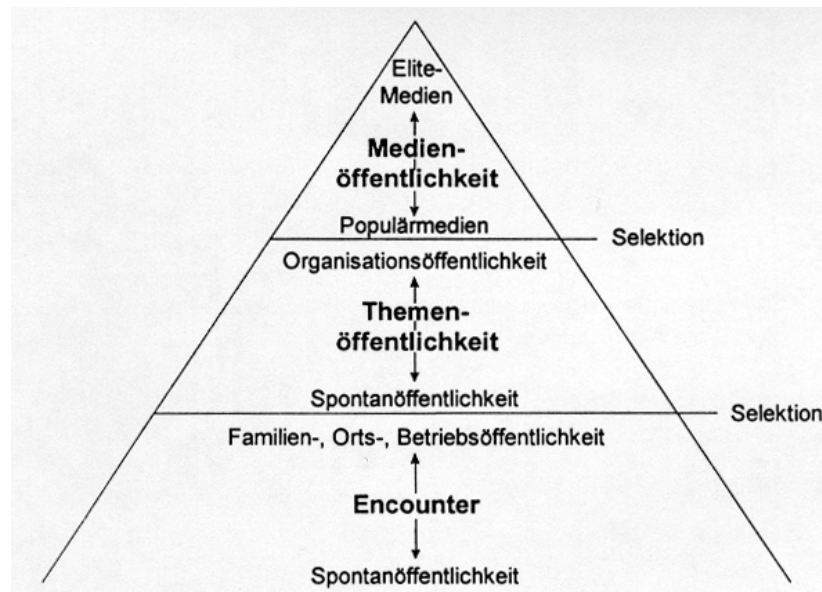 Elite-
Medien
Medien-
öffentlichkeit
Populärmedien
Selektion
Organisationsöffentlichkeit
Themen-
öffentlichkeit
Spontanöffentlichkeit
Selektion
Familien-, Orts-, Betriebsöffentlichkeit
Encounter
Spontanöffentlichkeit